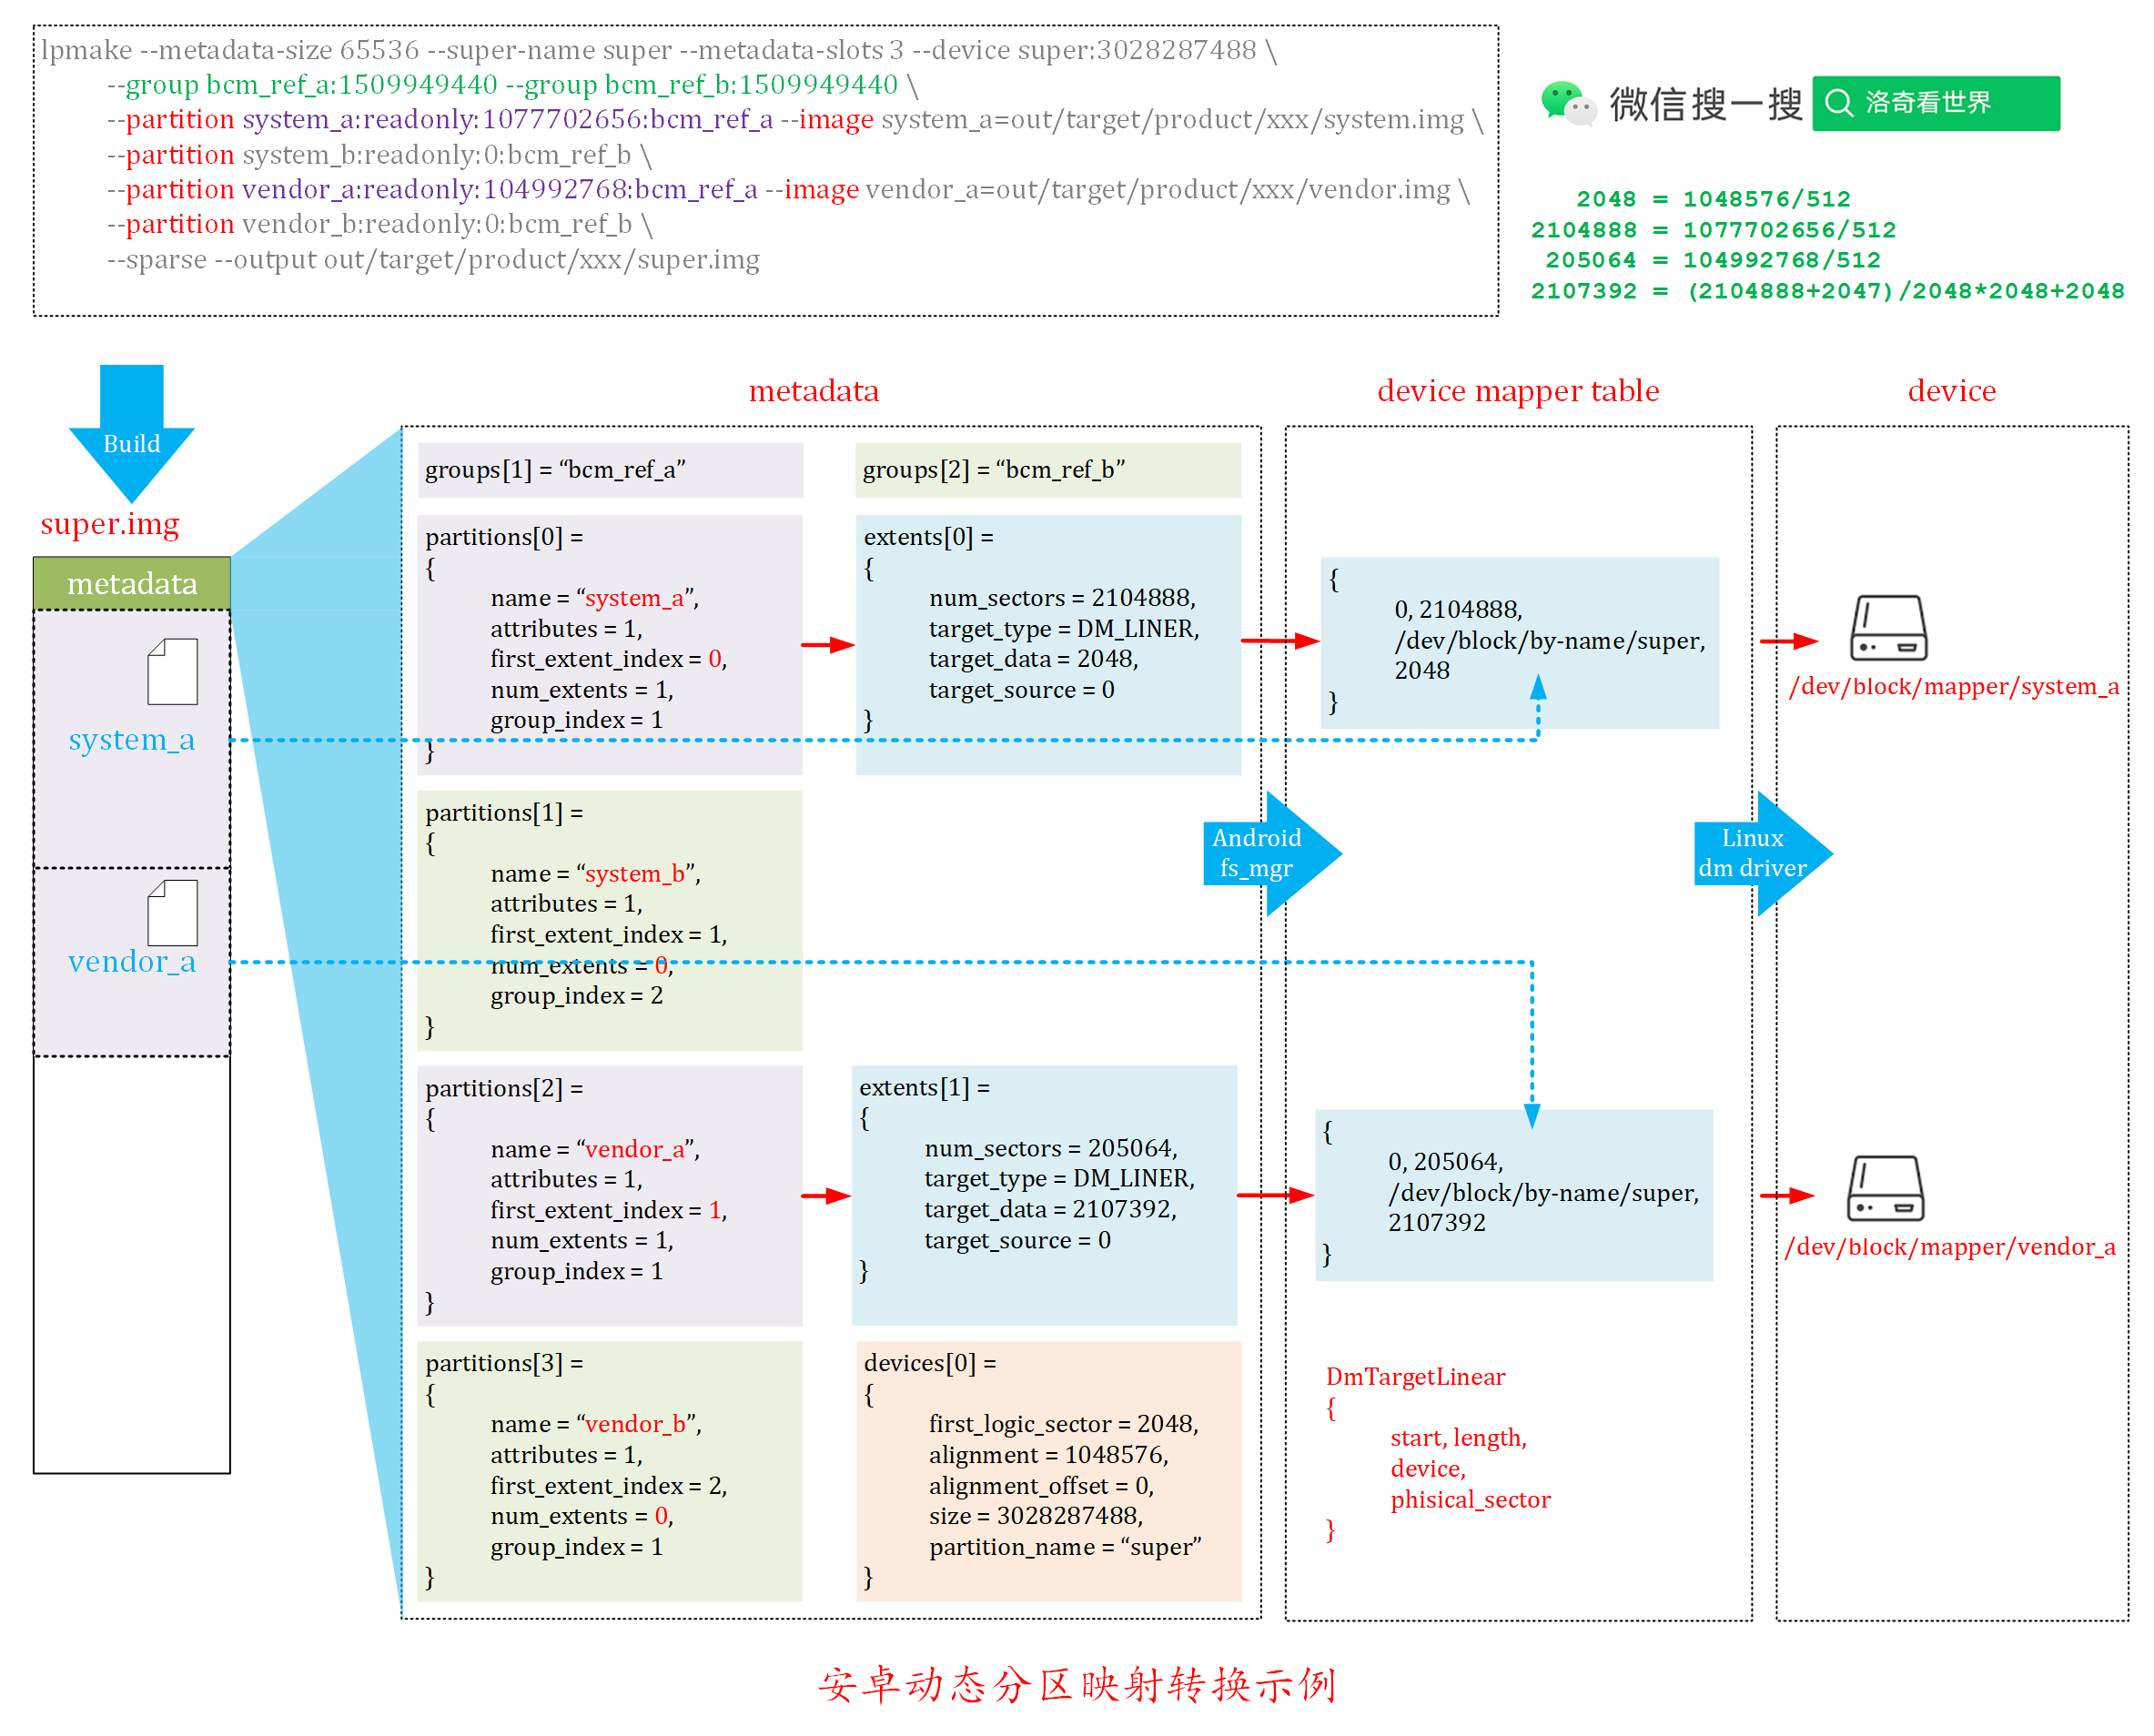 lpmake --metadata-size 65536 --super-name super --metadata-slots 3 --device super:3028287488 \
--group bcm_ref_a:1509949440 --group bcm_ref_b:1509949440 \
--partition system_a:readonly:1077702656:bcm_ref_a --image system_a=out/target/product/xxx/system.img \
--partition system_b:readonly:0:bcm_ref_b \
--partition vendor_a:readonly:104992768:bcm_ref_a --image vendor_a=out/target/product/xxx/vendor.img \
--partition vendor_b:readonly:0:bcm_ref_b \
--sparse --output out/target/product/xxx/super.img
微信搜一搜
洛奇看世界
2048 = 1048576/512
2104888 = 1077702656/512
205064 = 104992768/512
2107392 = (2104888+2047)/2048*2048+2048
Build
super.img
metadata
system_a
vendor_a
metadata
groups[1] = “bcm_ref_a”
groups[2] = “bcm_ref_b”
partitions[0] =
{
name = “system_a”,
attributes = 1,
first_extent_index = 0,
num_extents = 1,
group_index = 1
}
extents[0] =
{
num_sectors = 2104888,
target_type = DM_LINER,
target_data = 2048,
target_source = 0
}
partitions[1] =
{
name = “system_b”,
attributes = 1,
first_extent_index = 1,
num_extents = 0,
group_index = 2
}
partitions[2] =
{
name = “vendor_a”,
attributes = 1,
first_extent_index = 1,
num_extents = 1,
group_index = 1
}
extents[1] =
{
num_sectors = 205064,
target_type = DM_LINER,
target_data = 2107392,
target_source = 0
}
partitions[3] =
{
name = “vendor_b”,
attributes = 1,
first_extent_index = 2,
num_extents = 0,
group_index = 1
}
devices[0] =
{
first_logic_sector = 2048,
alignment = 1048576,
alignment_offset = 0,
size = 3028287488,
partition_name = “super”
}
Android
fs_mgr
device mapper table
{
0, 2104888,
/dev/block/by-name/super,
2048
}
{
0, 205064,
/dev/block/by-name/super,
2107392
}
DmTargetLinear
{
start, length,
device,
phisical_sector
}
Linux
dm driver
device
/dev/block/mapper/system_a
/dev/block/mapper/vendor_a
安卓动态分区映射转换示例